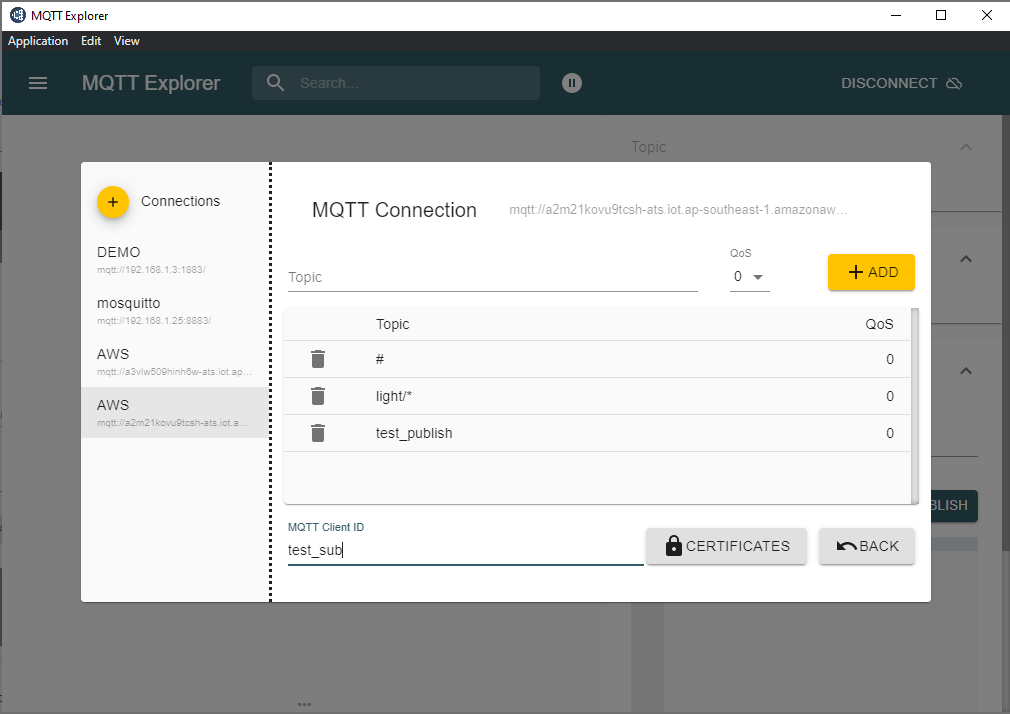 MQTT Explorer
Application Edit View
MQTT Explorer
Search...
DISCONNECT
Topic
Connections
DEMO
mqtt://192.168.1.3:1883/
mosquitto
mqtt://192.168.1.25:8883/
AWS
mqtt://a3vlw509hinh6w-ats.iot.ap...
AWS
mqtt://a2m21kovu9tcsh-ats.iot.a...
MQTT Connection
mqtt://a2m21kovu9tcsh-ats.iot.ap-southeast-1.amazonaw...
Topic
QoS
0
ADD
Topic QoS
# 0
light/* 0
test_publish 0
BLISH
MQTT Client ID
test_sub
CERTIFICATES
BACK